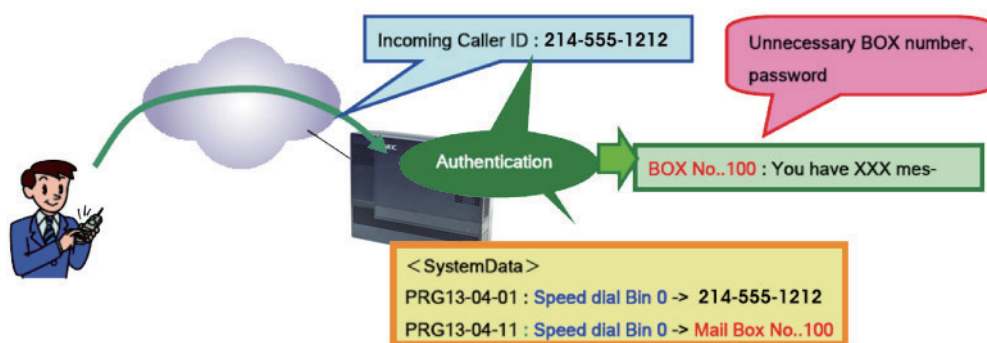 Incoming Caller ID : 214-555-1212
Unnecessary BOX number、
password
NEC
Authentication
BOX No..100 : You have XXX mes-
＜SystemData＞
PRG13-04-01 : Speed dial Bin 0 -> 214-555-1212
PRG13-04-11 : Speed dial Bin 0 -> Mail Box No..100